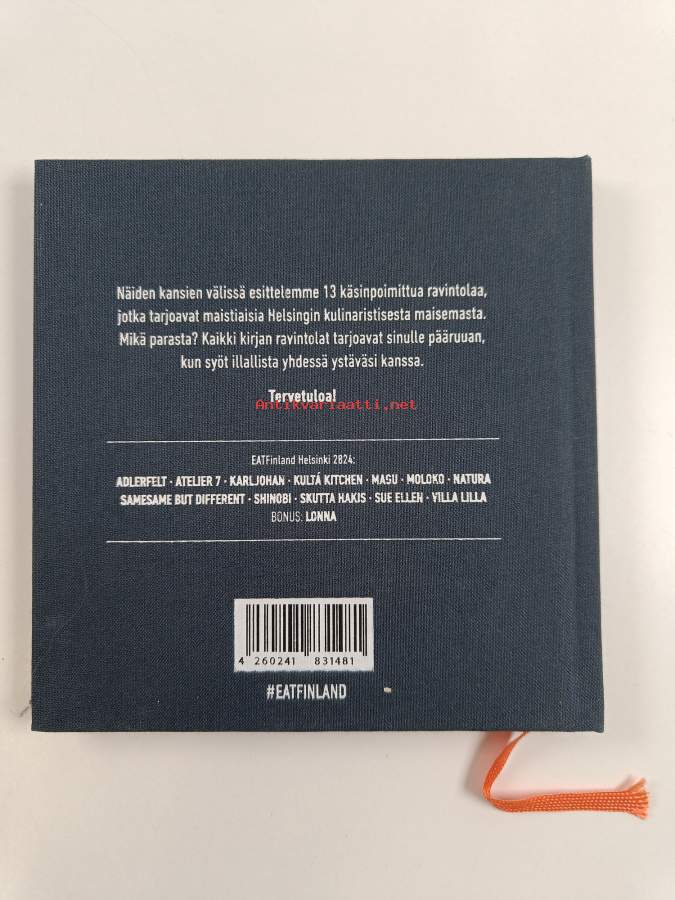 Näiden kansien välissä esittelemme 13 käsinpoimittua ravintolaa,
jotka tarjoavat maistiaisia Helsingin kulinaristisesta maisemasta.
Mikä parasta? Kaikki kirjan ravintolat tarjoavat sinulle pääruuan,
kun syöt illallista yhdessä ystäväsi kanssa.
Tervetuloa!
Antikvariaatti.net
EATFinland Helsinki 2824:
ADLERFELT · ATELIER 7 · KARLJOHAN · KULTÁ KITCHEN · MASU · MOLOKO · NATURA
SAMESAME BUT DIFFERENT · SHINOBI · SKUTTA HAKIS · SUE ELLEN · VILLA LILLA
BONUS: LONNA
4 260241 831481
#EATFINLAND